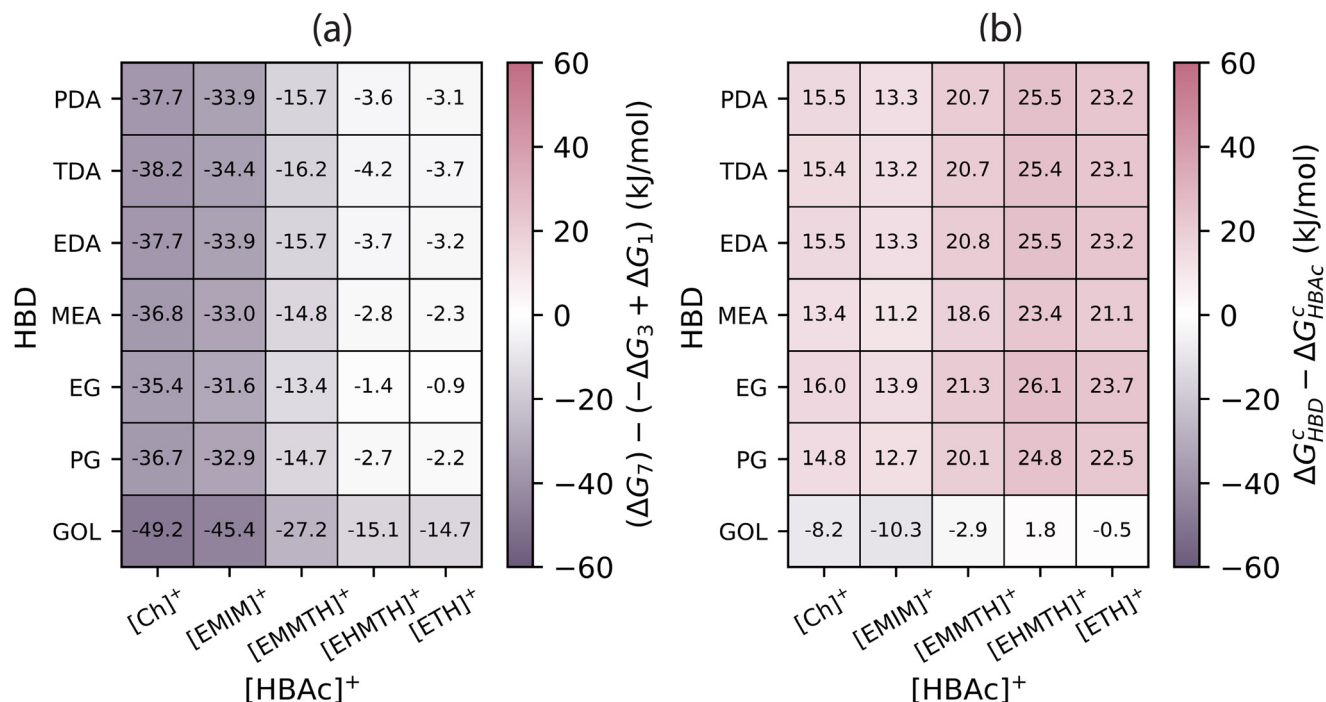 (a)
(b)
PDA -37.7 -33.9 -15.7 -3.6 -3.1
TDA -38.2 -34.4 -16.2 -4.2 -3.7
EDA -37.7 -33.9 -15.7 -3.7 -3.2
MEA -36.8 -33.0 -14.8 -2.8 -2.3
EG -35.4 -31.6 -13.4 -1.4 -0.9
PG -36.7 -32.9 -14.7 -2.7 -2.2
GOL -49.2 -45.4 -27.2 -15.1 -14.7
HBD
[Ch]⁺ [EMIM]⁺ [EMMTH]⁺ [EHMTH]⁺ [ETH]⁺
[HBAc]⁺
60
40
20
0
−20
−40
−60
(ΔG₇) − (−ΔG₃ + ΔG₁) (kJ/mol)
PDA 15.5 13.3 20.7 25.5 23.2
TDA 15.4 13.2 20.7 25.4 23.1
EDA 15.5 13.3 20.8 25.5 23.2
MEA 13.4 11.2 18.6 23.4 21.1
EG 16.0 13.9 21.3 26.1 23.7
PG 14.8 12.7 20.1 24.8 22.5
GOL -8.2 -10.3 -2.9 1.8 -0.5
HBD
[Ch]⁺ [EMIM]⁺ [EMMTH]⁺ [EHMTH]⁺ [ETH]⁺
[HBAc]⁺
60
40
20
0
−20
−40
−60
ΔG^c_HBD − ΔG^c_HBAc (kJ/mol)